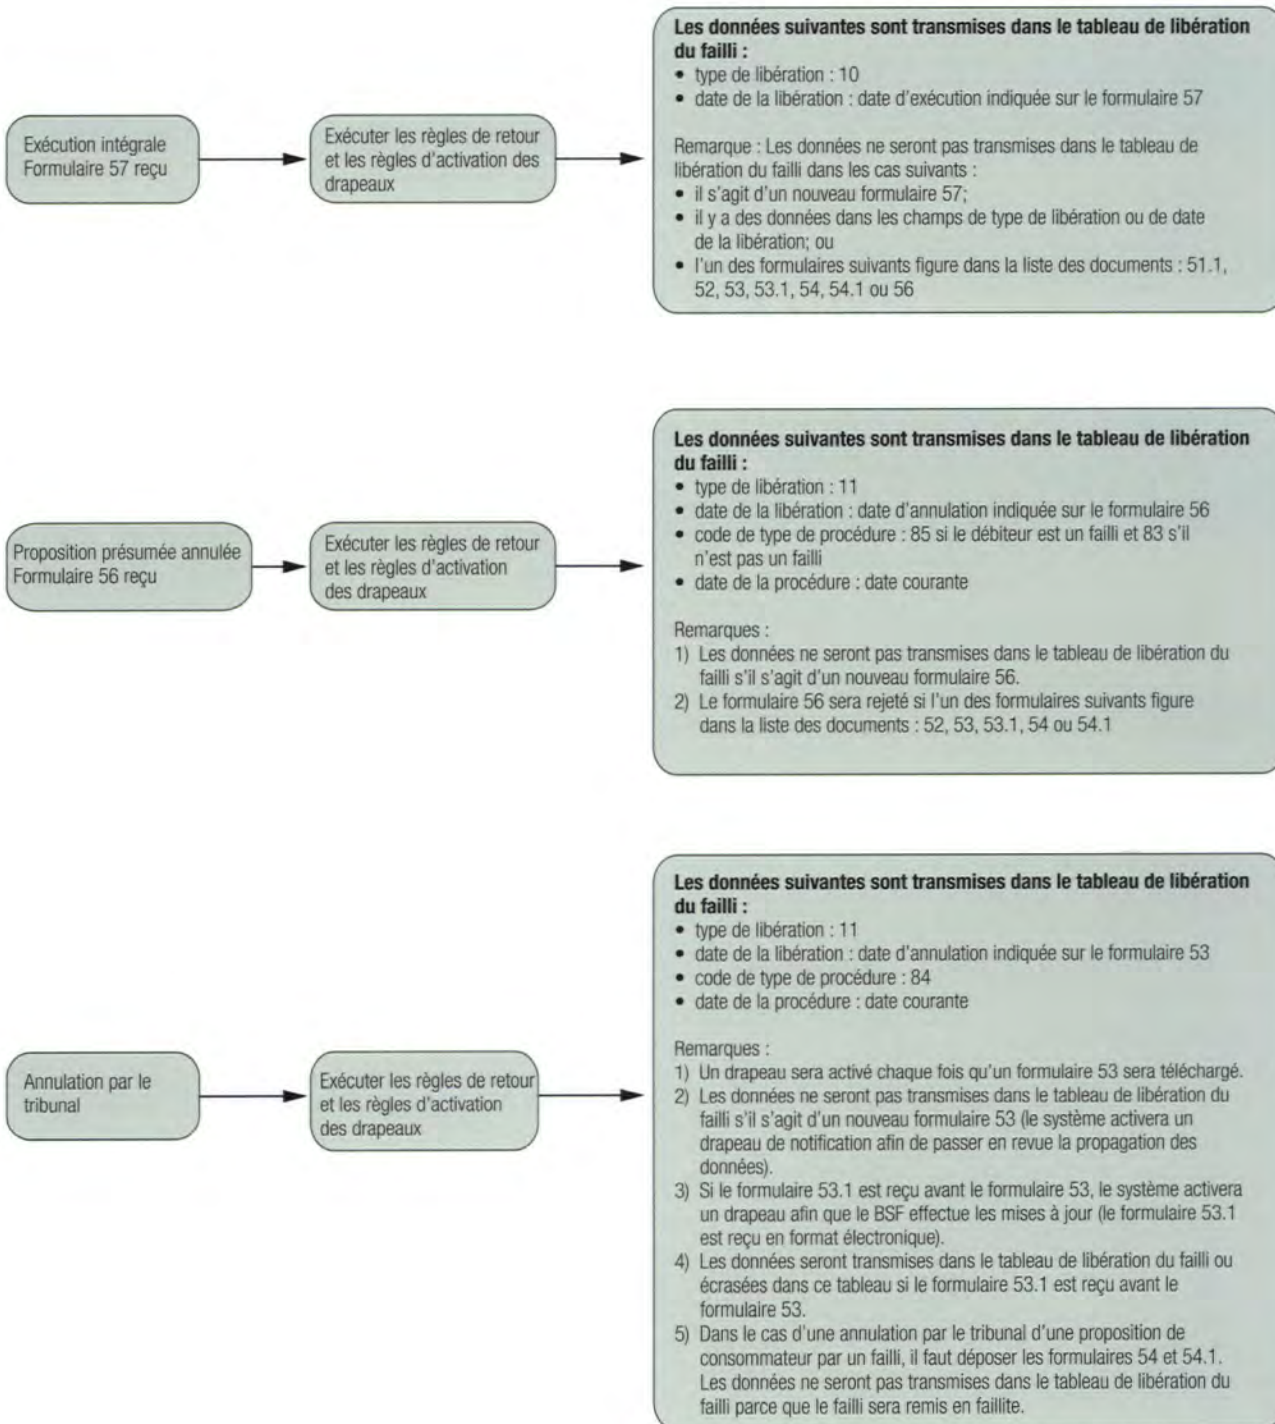 Exécution intégrale
Formulaire 57 reçu
Exécuter les règles de retour
et les règles d'activation des
drapeaux
Les données suivantes sont transmises dans le tableau de libération
du failli :
• type de libération : 10
• date de la libération : date d'exécution indiquée sur le formulaire 57
Remarque : Les données ne seront pas transmises dans le tableau de
libération du failli dans les cas suivants :
• il s'agit d'un nouveau formulaire 57;
• il y a des données dans les champs de type de libération ou de date
de la libération; ou
• l'un des formulaires suivants figure dans la liste des documents : 51.1,
52, 53, 53.1, 54, 54.1 ou 56
Proposition présumée annulée
Formulaire 56 reçu
Exécuter les règles de retour
et les règles d'activation
des drapeaux
Les données suivantes sont transmises dans le tableau de libération
du failli :
• type de libération : 11
• date de la libération : date d'annulation indiquée sur le formulaire 56
• code de type de procédure : 85 si le débiteur est un failli et 83 s'il
n'est pas un failli
• date de la procédure : date courante
Remarques :
1) Les données ne seront pas transmises dans le tableau de libération du
failli s'il s'agit d'un nouveau formulaire 56.
2) Le formulaire 56 sera rejeté si l'un des formulaires suivants figure
dans la liste des documents : 52, 53, 53.1, 54 ou 54.1
Annulation par le
tribunal
Exécuter les règles de retour
et les règles d'activation
des drapeaux
Les données suivantes sont transmises dans le tableau de libération
du failli :
• type de libération : 11
• date de la libération : date d'annulation indiquée sur le formulaire 53
• code de type de procédure : 84
• date de la procédure : date courante
Remarques :
1) Un drapeau sera activé chaque fois qu'un formulaire 53 sera téléchargé.
2) Les données ne seront pas transmises dans le tableau de libération du
failli s'il s'agit d'un nouveau formulaire 53 (le système activera un
drapeau de notification afin de passer en revue la propagation des
données).
3) Si le formulaire 53.1 est reçu avant le formulaire 53, le système activera
un drapeau afin que le BSF effectue les mises à jour (le formulaire 53.1
est reçu en format électronique).
4) Les données seront transmises dans le tableau de libération du failli ou
écrasées dans ce tableau si le formulaire 53.1 est reçu avant le
formulaire 53.
5) Dans le cas d'une annulation par le tribunal d'une proposition de
consommateur par un failli, il faut déposer les formulaires 54 et 54.1.
Les données ne seront pas transmises dans le tableau de libération du
failli parce que le failli sera remis en faillite.